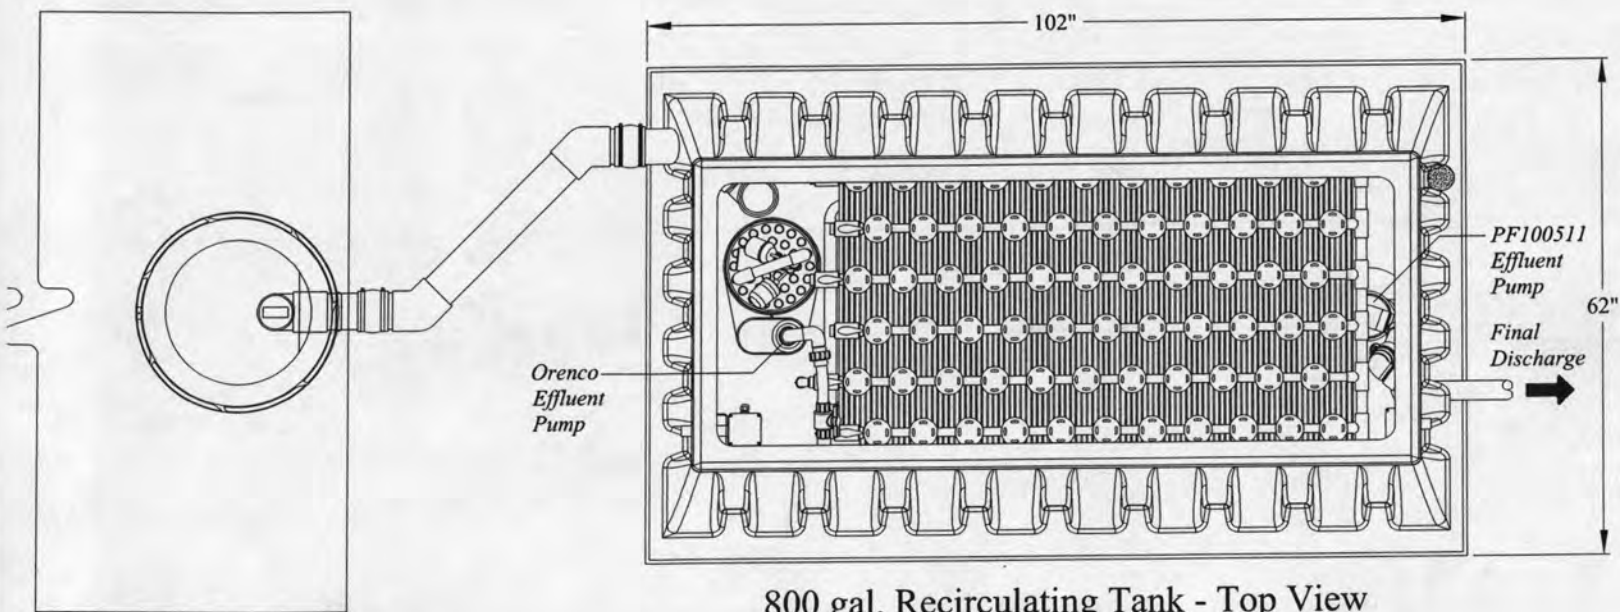 102"
PF100511
Effluent
Pump
62"
Final
Discharge
Orenco
Effluent
Pump
800 gal. Recirculating Tank - Top View